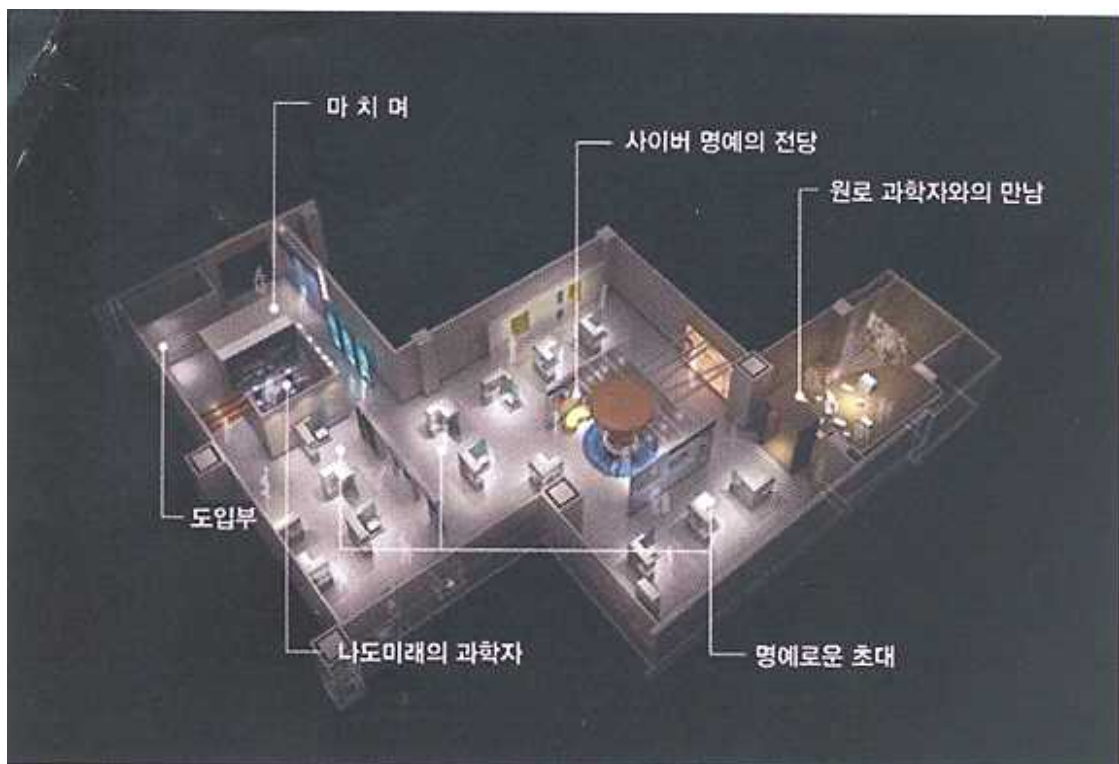 마 치 며
사이버 명예의 전당
원로 과학자와의 만남
도입부
나도미래의 과학자
명예로운 초대